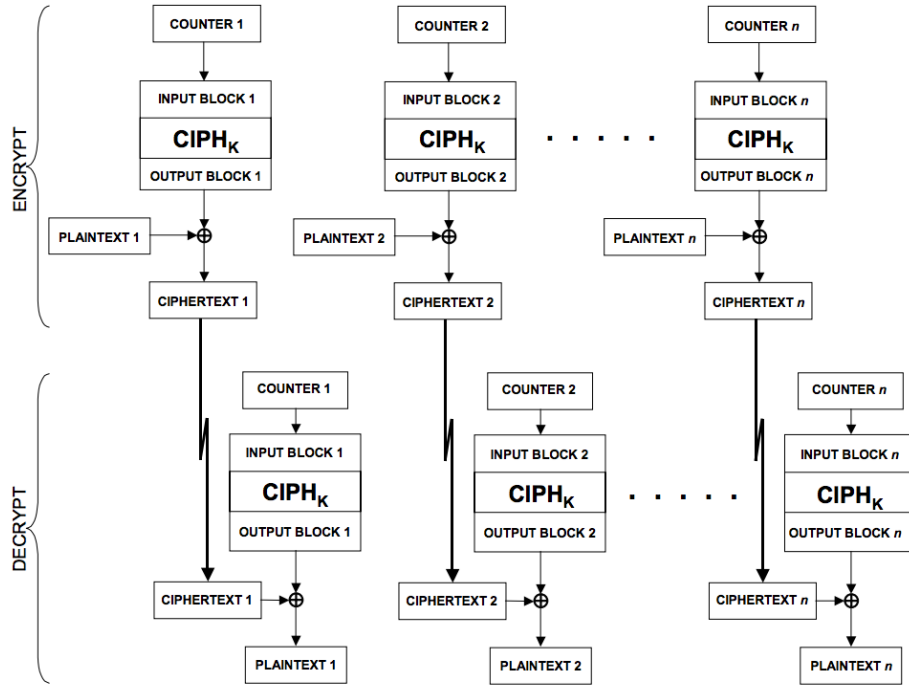 ENCRYPT
COUNTER 1
COUNTER 2
COUNTER n
INPUT BLOCK 1
INPUT BLOCK 2
INPUT BLOCK n
CIPHK
CIPHK
CIPHK
OUTPUT BLOCK 1
OUTPUT BLOCK 2
OUTPUT BLOCK n
PLAINTEXT 1
PLAINTEXT 2
PLAINTEXT n
CIPHERTEXT 1
CIPHERTEXT 2
CIPHERTEXT n
DECRYPT
COUNTER 1
COUNTER 2
COUNTER n
INPUT BLOCK 1
INPUT BLOCK 2
INPUT BLOCK n
CIPHK
CIPHK
CIPHK
OUTPUT BLOCK 1
OUTPUT BLOCK 2
OUTPUT BLOCK n
CIPHERTEXT 1
CIPHERTEXT 2
CIPHERTEXT n
PLAINTEXT 1
PLAINTEXT 2
PLAINTEXT n